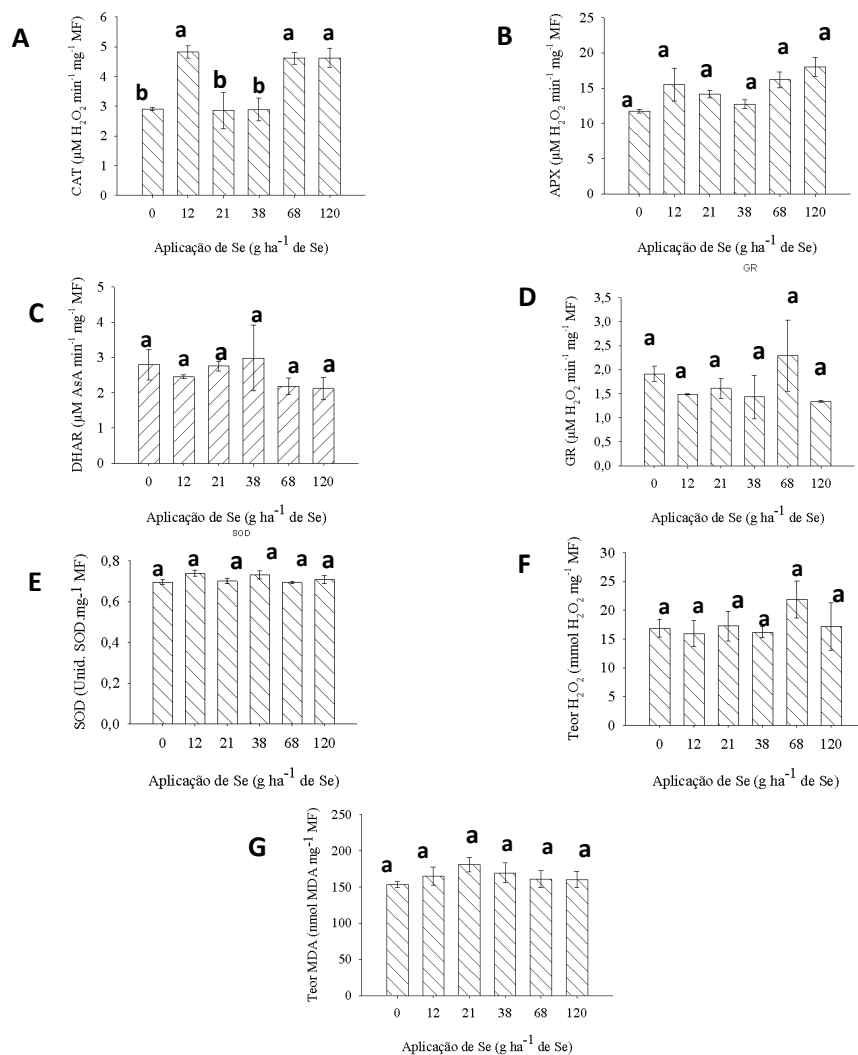 A
CAT (µM H₂O₂ min⁻¹ mg⁻¹ MF)
6
5
4
3
2
1
0
b
a
b
b
a
a
0 12 21 38 68 120
Aplicação de Se (g ha⁻¹ de Se)
B
APX (µM H₂O₂ min⁻¹ mg⁻¹ MF)
25
20
15
10
5
0
a
a
a
a
a
a
0 12 21 38 68 120
Aplicação de Se (g ha⁻¹ de Se)
C
DHAR (µM AsA min⁻¹ mg⁻¹ MF)
5
4
3
2
1
0
a
a
a
a
a
a
0 12 21 38 68 120
Aplicação de Se (g ha⁻¹ de Se)
GR
D
GR (µM H₂O₂ min⁻¹ mg⁻¹ MF)
3,5
3,0
2,5
2,0
1,5
1,0
0,5
0,0
a
a
a
a
a
a
0 12 21 38 68 120
Aplicação de Se (g ha⁻¹ de Se)
SOD
E
SOD (Unid. SOD.mg-¹ MF)
0,8
0,6
0,4
0,2
0,0
a
a
a
a
a
a
0 12 21 38 68 120
Aplicação de Se (g ha⁻¹ de Se)
F
Teor H₂O₂ (mmol H₂O₂ mg⁻¹ MF)
30
25
20
15
10
5
0
a
a
a
a
a
a
0 12 21 38 68 120
Aplicação de Se (g ha⁻¹ de Se)
G
Teor MDA (nmol MDA mg⁻¹ MF)
250
200
150
100
50
0
a
a
a
a
a
a
0 12 21 38 68 120
Aplicação de Se (g ha⁻¹ de Se)